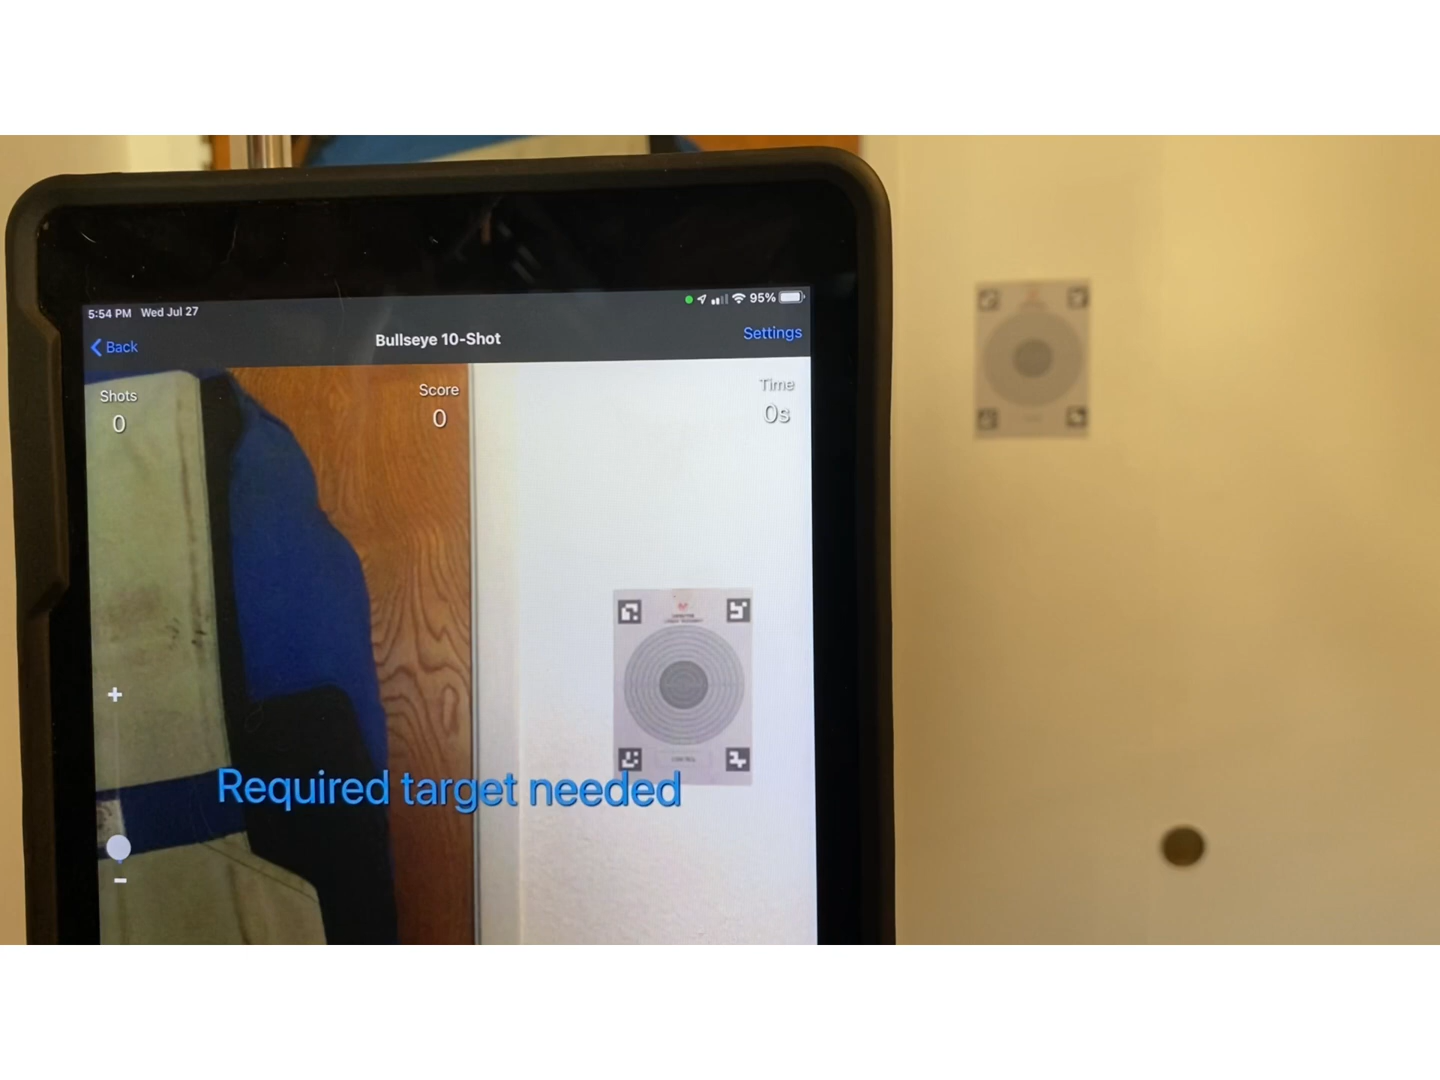 5:54 PM Wed Jul 27
95%
Back
Bullseye 10-Shot
Settings
Shots
Score
Time
0
0
0s
+
Required target needed
-